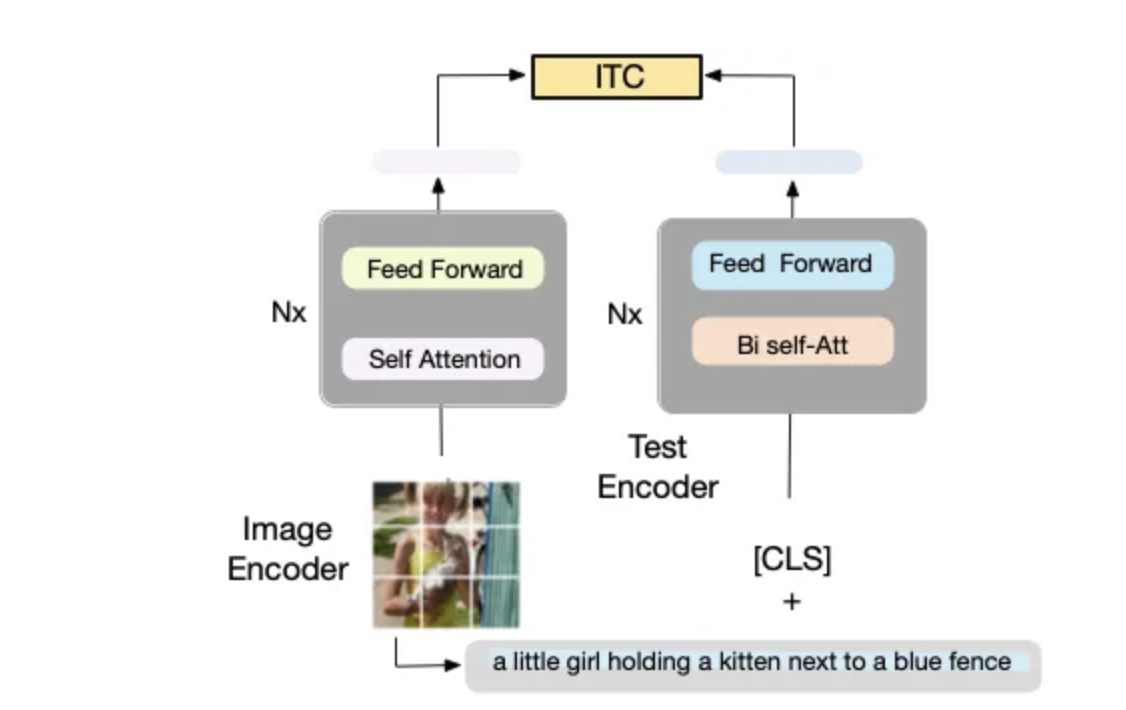 ITC
Feed Forward
Self Attention
Nx
Feed Forward
Bi self-Att
Nx
Image
Encoder
Test
Encoder
[CLS]
+
a little girl holding a kitten next to a blue fence